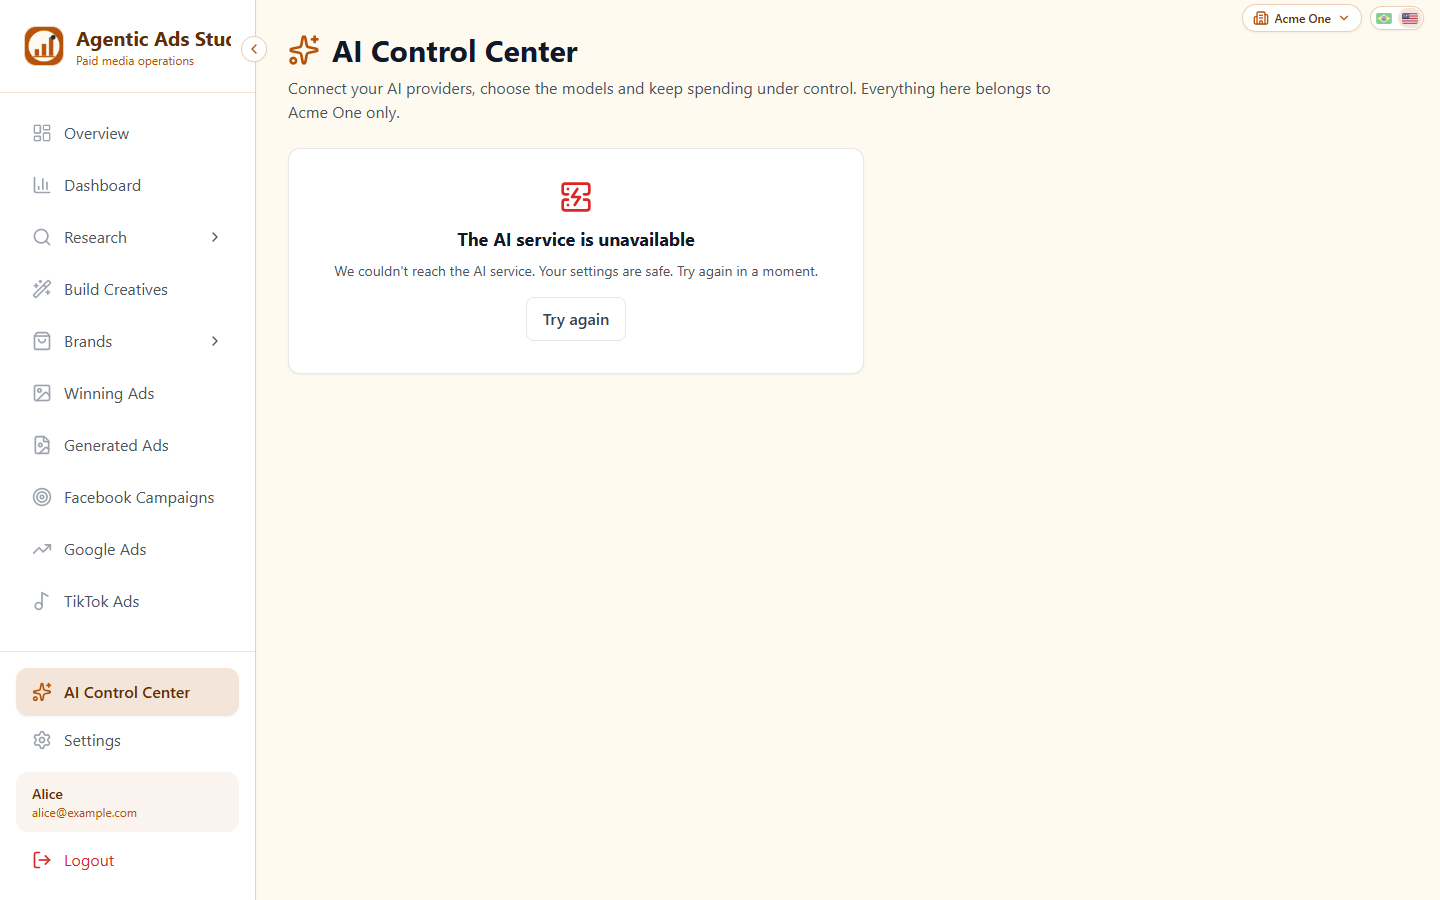 Agentic Ads Stud
Paid media operations
Acme One
AI Control Center
Connect your AI providers, choose the models and keep spending under control. Everything here belongs to
Acme One only.
Overview
Dashboard
Research
Build Creatives
Brands
Winning Ads
Generated Ads
Facebook Campaigns
Google Ads
TikTok Ads
The AI service is unavailable
We couldn't reach the AI service. Your settings are safe. Try again in a moment.
Try again
AI Control Center
Settings
Alice
alice@example.com
Logout